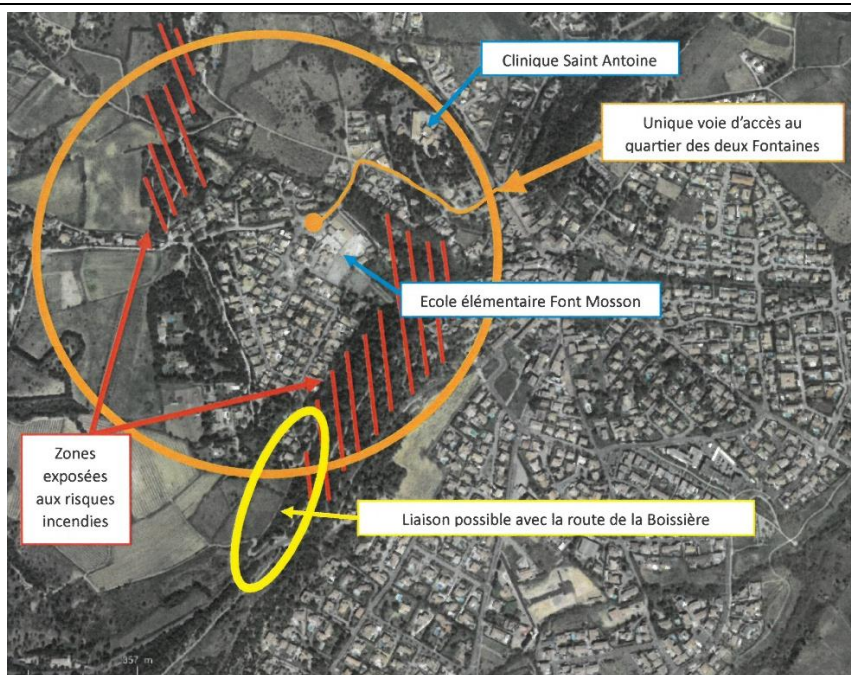 Clinique Saint Antoine
Unique voie d'accès au
quartier des deux Fontaines
Ecole élémentaire Font Mosson
Zones
exposées
aux risques
incendies
Liaison possible avec la route de la Boissière